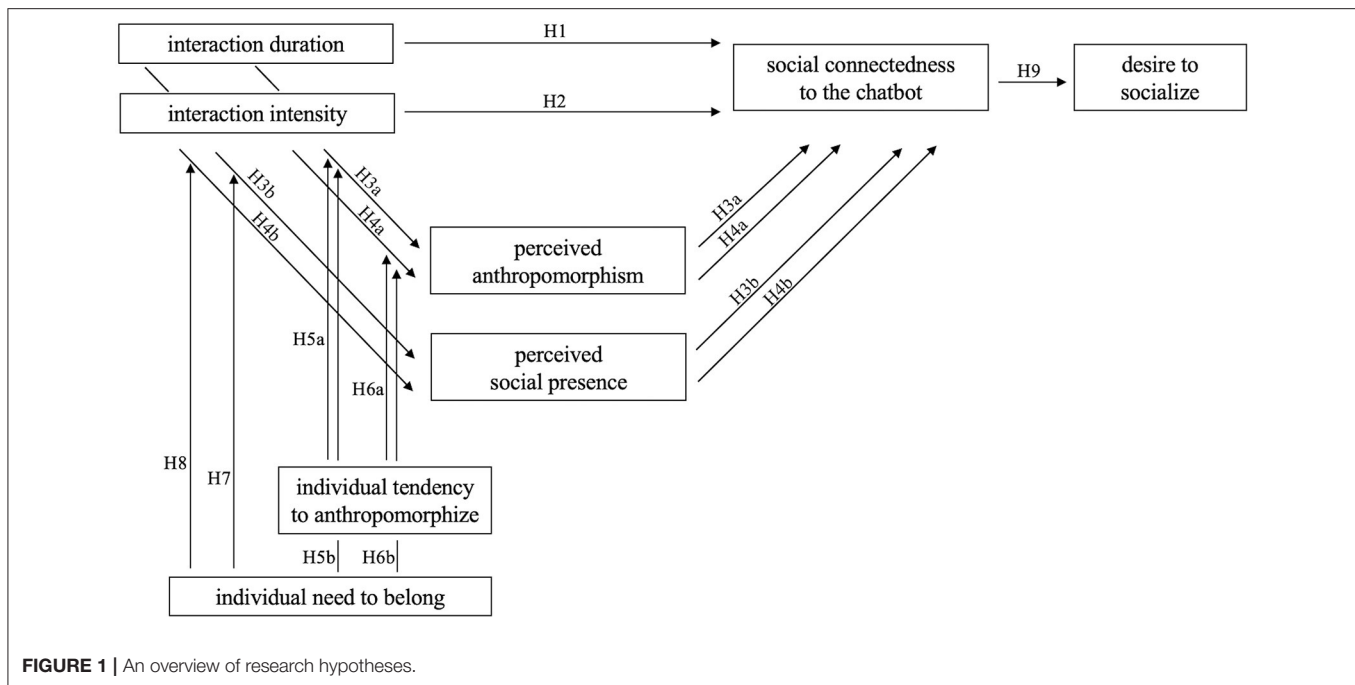 interaction duration
H1
social connectedness
to the chatbot
H9
desire to
socialize
interaction intensity
H2
H3b
H4b
H3a
H4a
H3a
H4a
perceived
anthropomorphism
H3b
H4b
H5a
perceived
social presence
H6a
H8
H7
individual tendency
to anthropomorphize
H5b
H6b
individual need to belong
FIGURE 1 | An overview of research hypotheses.